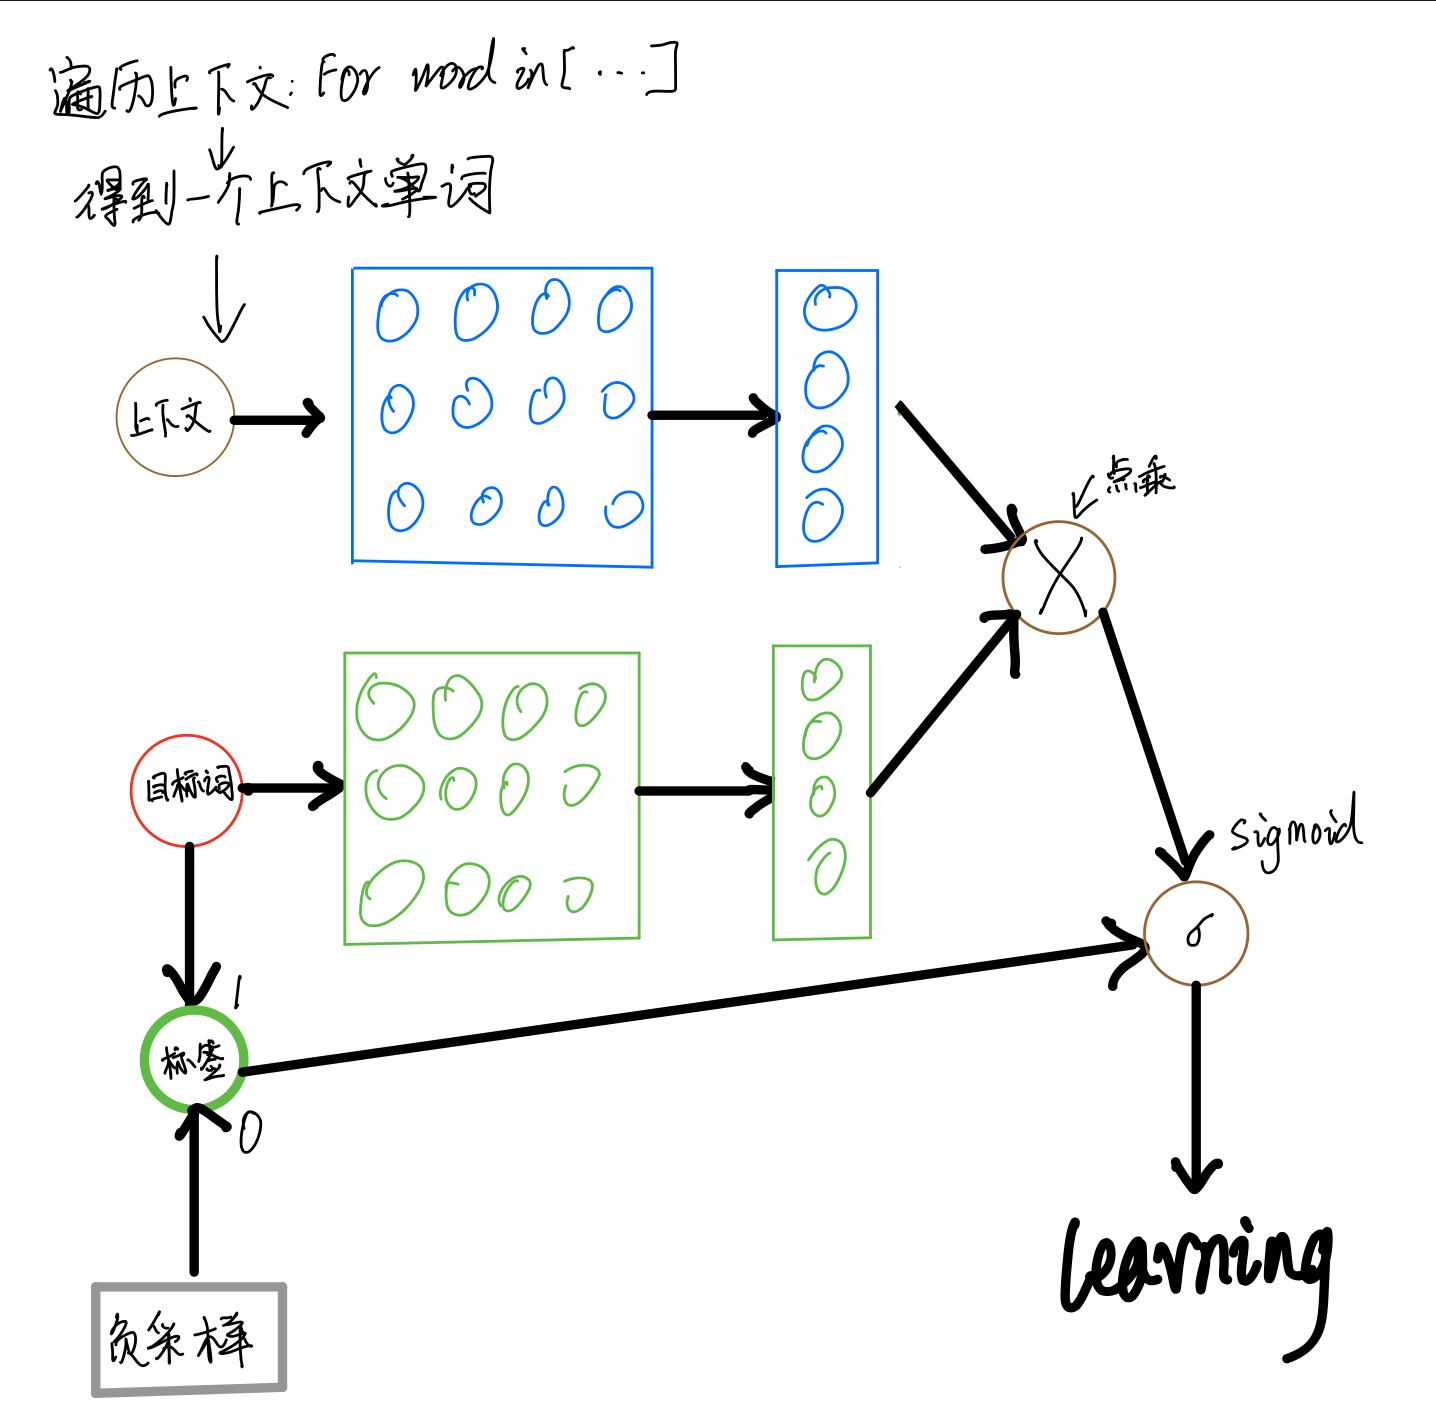 遍历上下文: For word in [ ... ]
得到一个上下文单词
上下文
点乘
X
目标词
sigmoid
σ
1
标签
0
learning
负采样